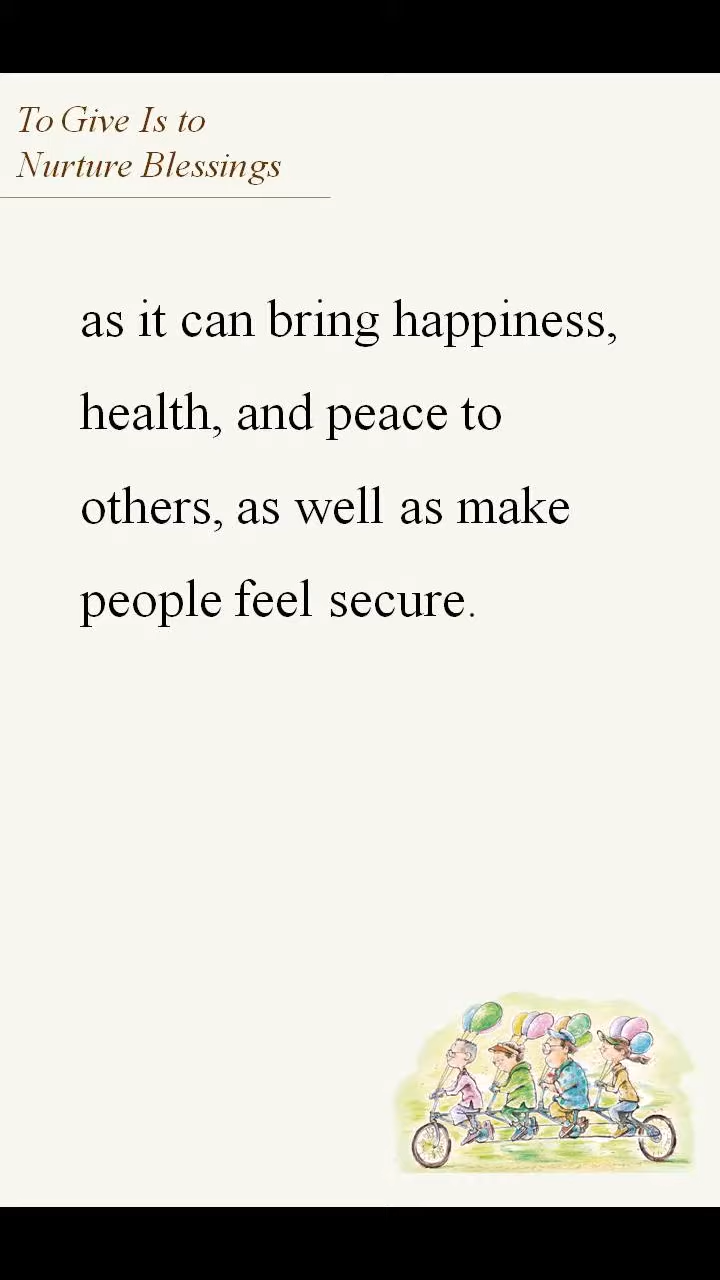 To Give Is to
Nurture Blessings
as it can bring happiness,
health, and peace to
others, as well as make
people feel secure.